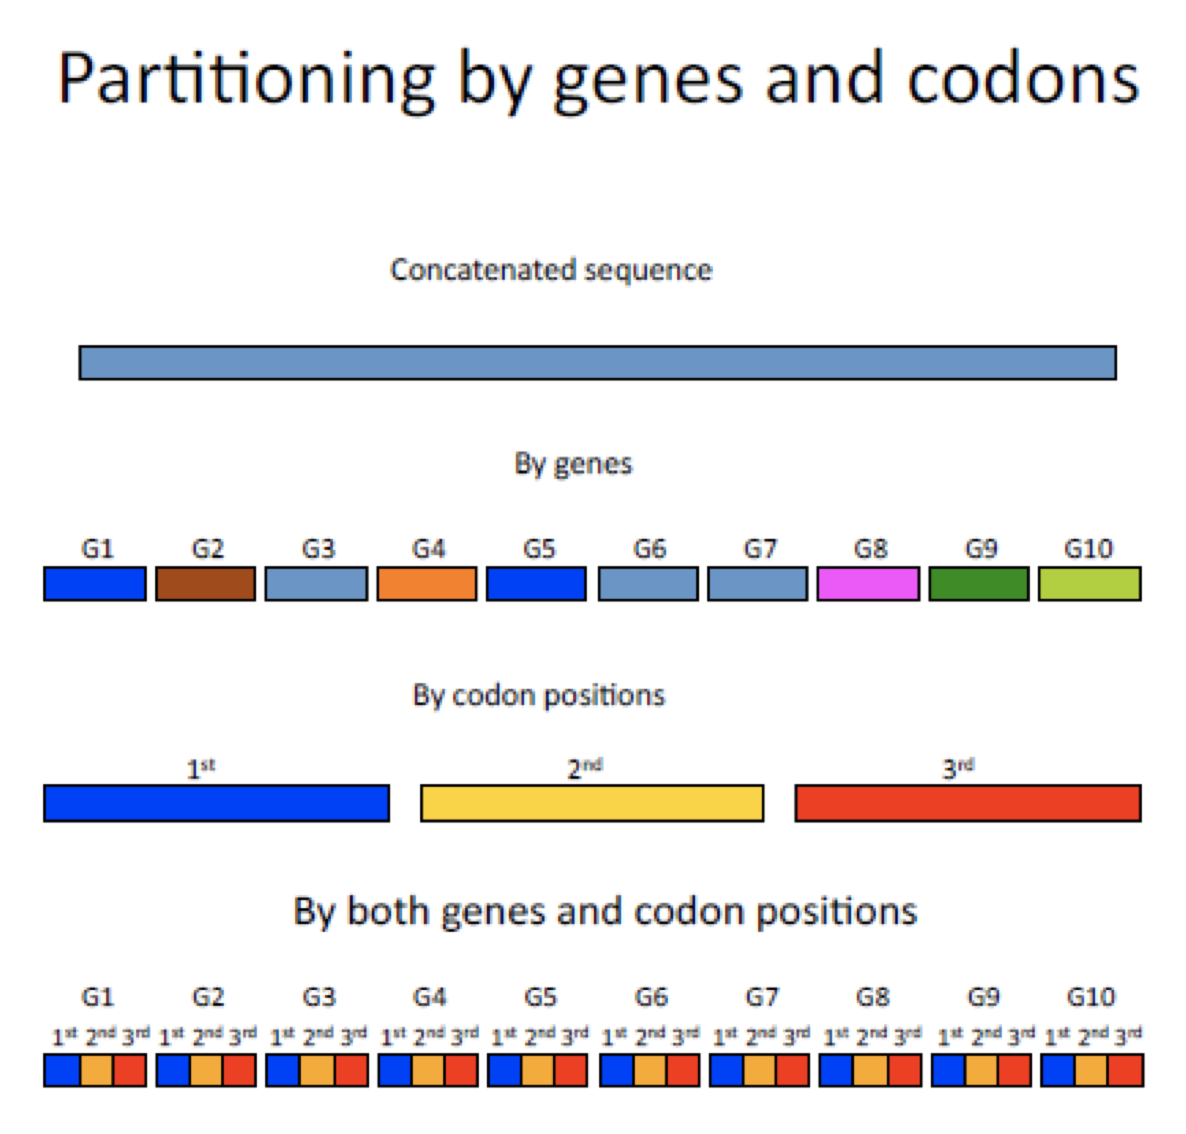 Partitioning by genes and codons
Concatenated sequence
By genes
G1 G2 G3 G4 G5 G6 G7 G8 G9 G10
By codon positions
1st 2nd 3rd
By both genes and codon positions
G1 G2 G3 G4 G5 G6 G7 G8 G9 G10
1st 2nd 3rd 1st 2nd 3rd 1st 2nd 3rd 1st 2nd 3rd 1st 2nd 3rd 1st 2nd 3rd 1st 2nd 3rd 1st 2nd 3rd 1st 2nd 3rd 1st 2nd 3rd